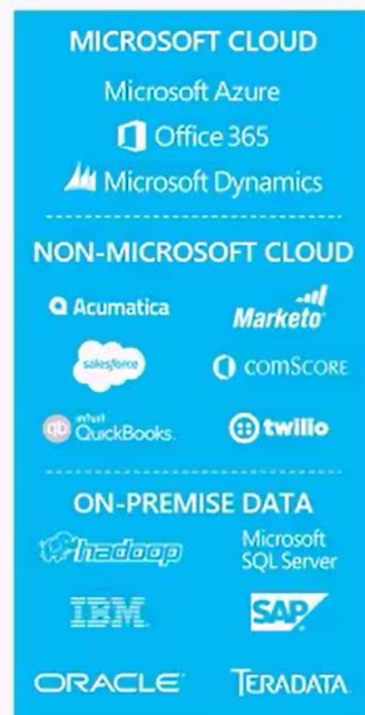 MICROSOFT CLOUD
Microsoft Azure
Office 365
Microsoft Dynamics
NON-MICROSOFT CLOUD
Acumatica
Marketo
salesforce
comScore
qb
intuit
QuickBooks.
twilio
ON-PREMISE DATA
hadoop
Microsoft
SQL Server
IBM
SAP
ORACLE
TERADATA